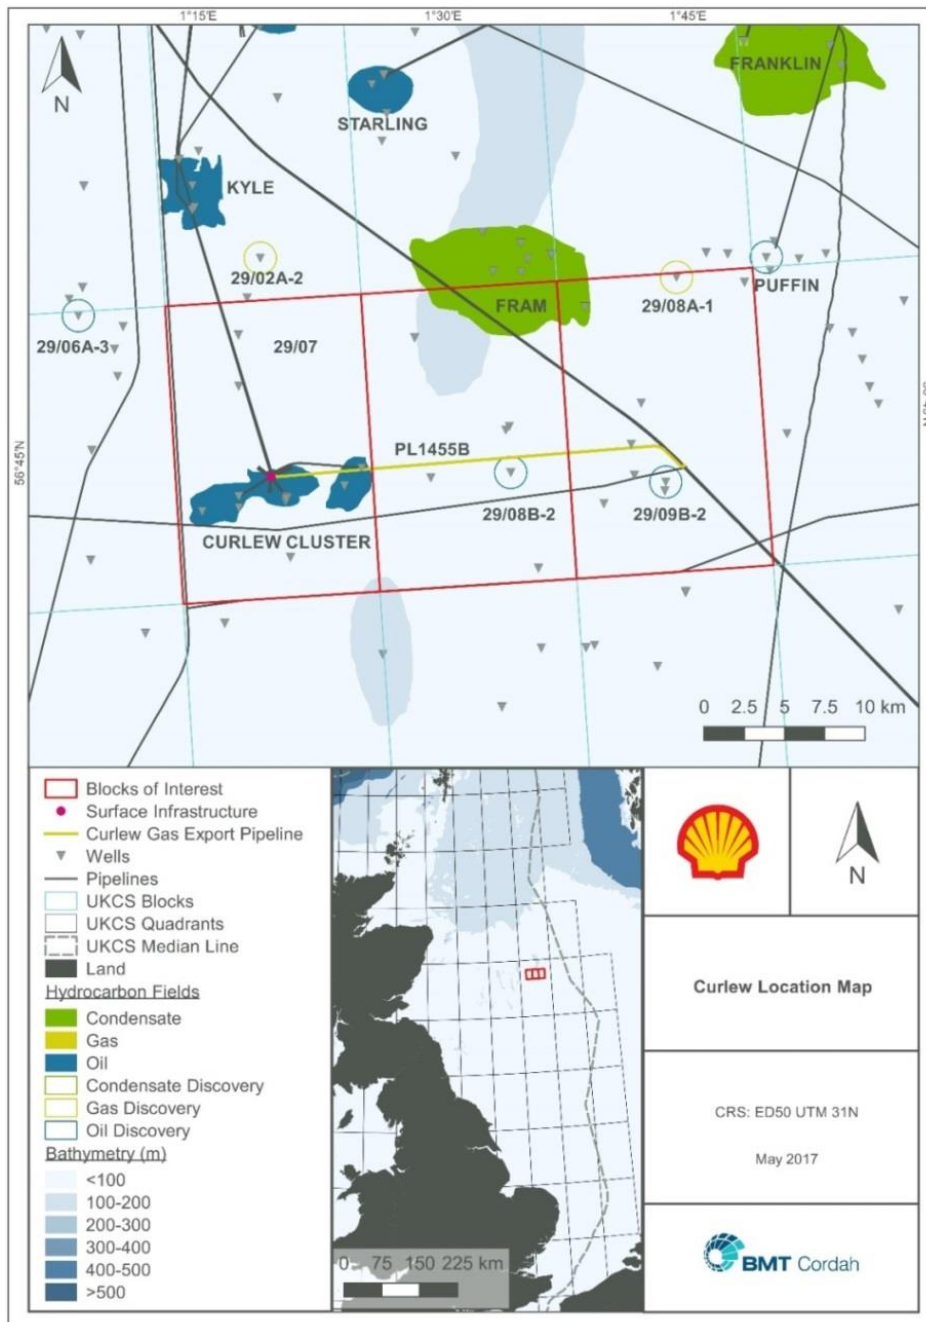 1°15'E
1°30'E
1°45'E
FRANKLIN
N
STARLING
KYLE
29/02A-2
29/08A-1
PUFFIN
FRAM
29/06A-3
29/07
PL1455B
56°45'N
29/08B-2
29/09B-2
CURLEW CLUSTER
0 2.5 5 7.5 10 km
Blocks of Interest
Surface Infrastructure
Curlew Gas Export Pipeline
Wells
Pipelines
UKCS Blocks
UKCS Quadrants
UKCS Median Line
Land
Hydrocarbon Fields
Condensate
Gas
Oil
Condensate Discovery
Gas Discovery
Oil Discovery
Bathymetry (m)
<100
100-200
200-300
300-400
400-500
>500
0 75 150 225 km
N
Curlew Location Map
CRS: ED50 UTM 31N
May 2017
BMT Cordah